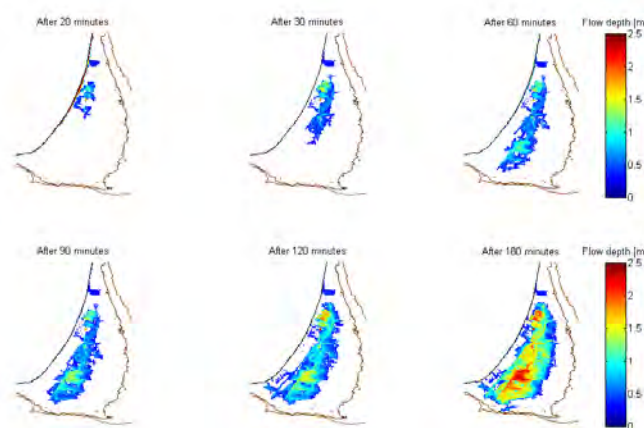 After 20 minutes
After 30 minutes
After 60 minutes
Flow depth [m
2.5
2
1.5
1
0.5
0
After 90 minutes
After 120 minutes
After 180 minutes
Flow depth [m
2.5
2
1.5
1
0.5
0